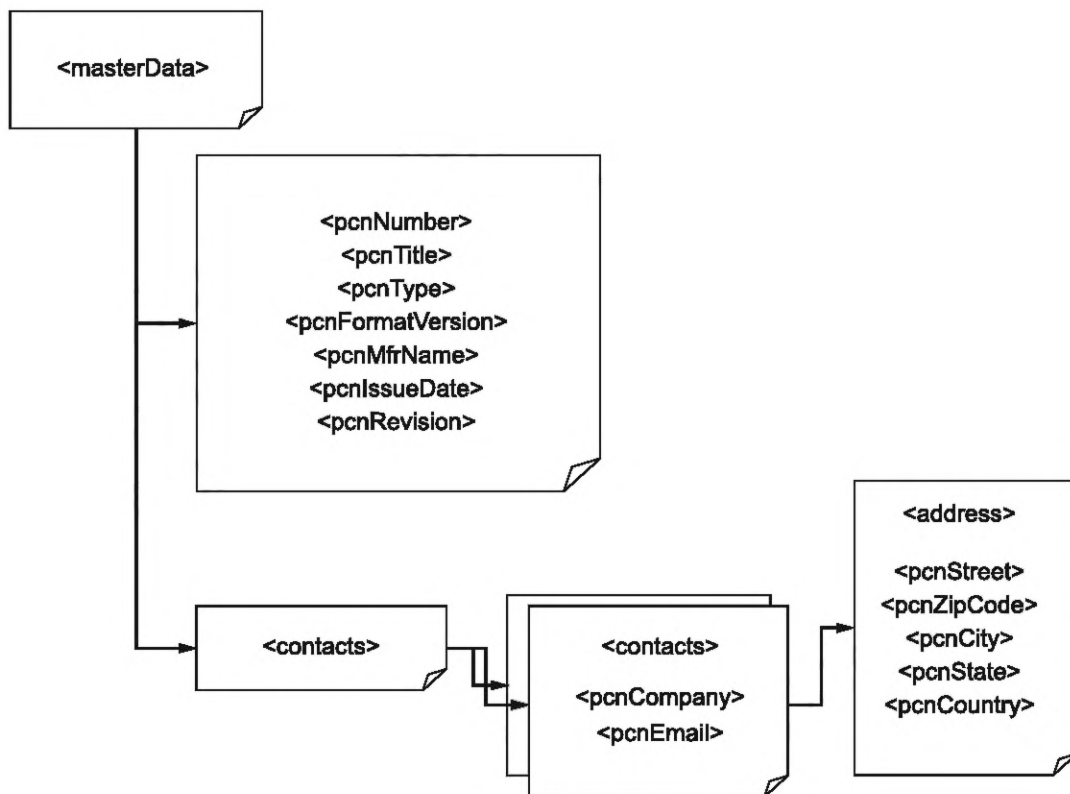 <masterData>
<pcnNumber>
<pcnTitle>
<pcnType>
<pcnFormatVersion>
<pcnMfrName>
<pcnIssueDate>
<pcnRevision>
<contacts>
<contacts>
<pcnCompany>
<pcnEmail>
<address>
<pcnStreet>
<pcnZipCode>
<pcnCity>
<pcnState>
<pcnCountry>